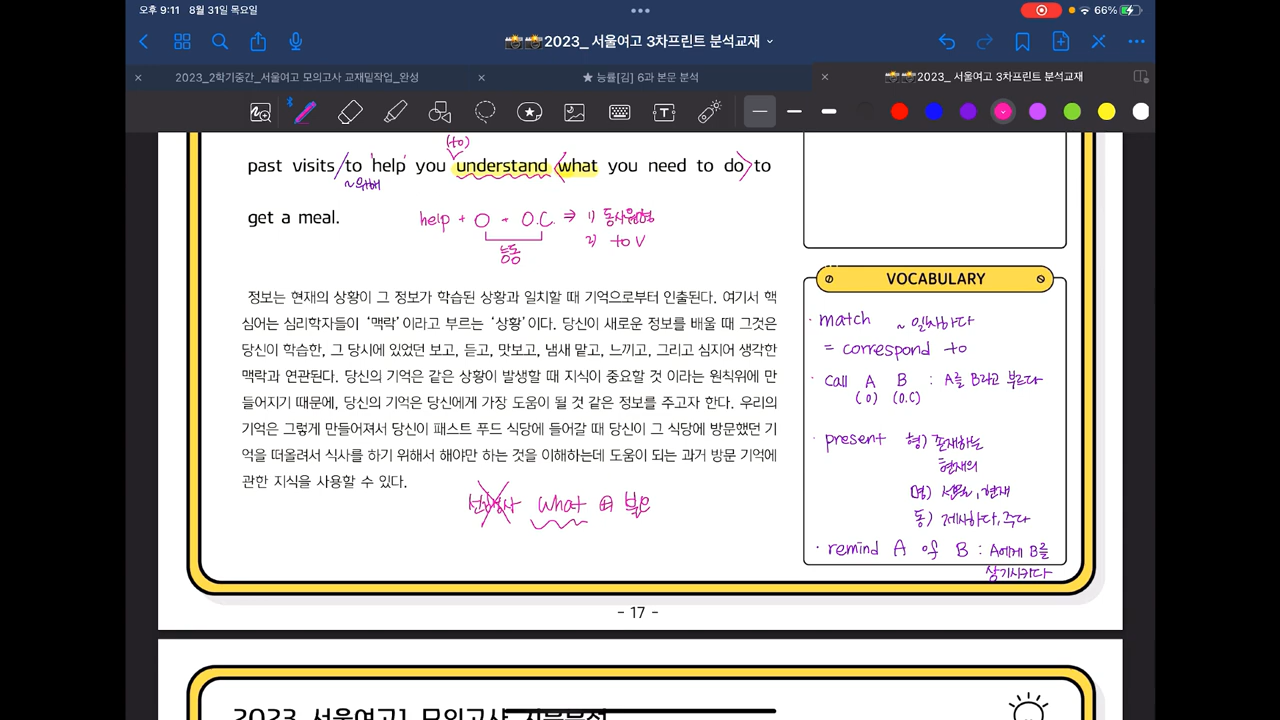 오후 9:11 8월 31일 목요일
66%
2023_ 서울여고 3차프린트 분석교재
2023_2학기중간_서울여고 모의고사 교재밑작업_완성
★ 능률[김] 6과 본문 분석
2023_ 서울여고 3차프린트 분석교재
(to)
past visits to 'help' you understand what you need to do to
~위해
get a meal.
help + O + O.C. ⇒ 1) 동사원형
2) to V
능동
정보는 현재의 상황이 그 정보가 학습된 상황과 일치할 때 기억으로부터 인출된다. 여기서 핵
심어는 심리학자들이 ‘맥락’이라고 부르는 ‘상황’이다. 당신이 새로운 정보를 배울 때 그것은
당신이 학습한, 그 당시에 있었던 보고, 듣고, 맛보고, 냄새 맡고, 느끼고, 그리고 심지어 생각한
맥락과 연관된다. 당신의 기억은 같은 상황이 발생할 때 지식이 중요할 것 이라는 원칙위에 만
들어지기 때문에, 당신의 기억은 당신에게 가장 도움이 될 것 같은 정보를 주고자 한다. 우리의
기억은 그렇게 만들어져서 당신이 패스트 푸드 식당에 들어갈 때 당신이 그 식당에 방문했던 기
억을 떠올려서 식사를 하기 위해서 해야만 하는 것을 이해하는데 도움이 되는 과거 방문 기억에
관한 지식을 사용할 수 있다.
선행사 what ⊕ 불완
VOCABULARY
· match ~ 일치하다
= correspond to
· call A B : A를 B라고 부르다
(O) (O.C)
· present 형) 존재하는
현재의
명) 선물, 현재
동) 제시하다, 주다
· remind A of B : A에게 B를
상기시키다
- 17 -
2023_서울여고1 모의고사_지문분석